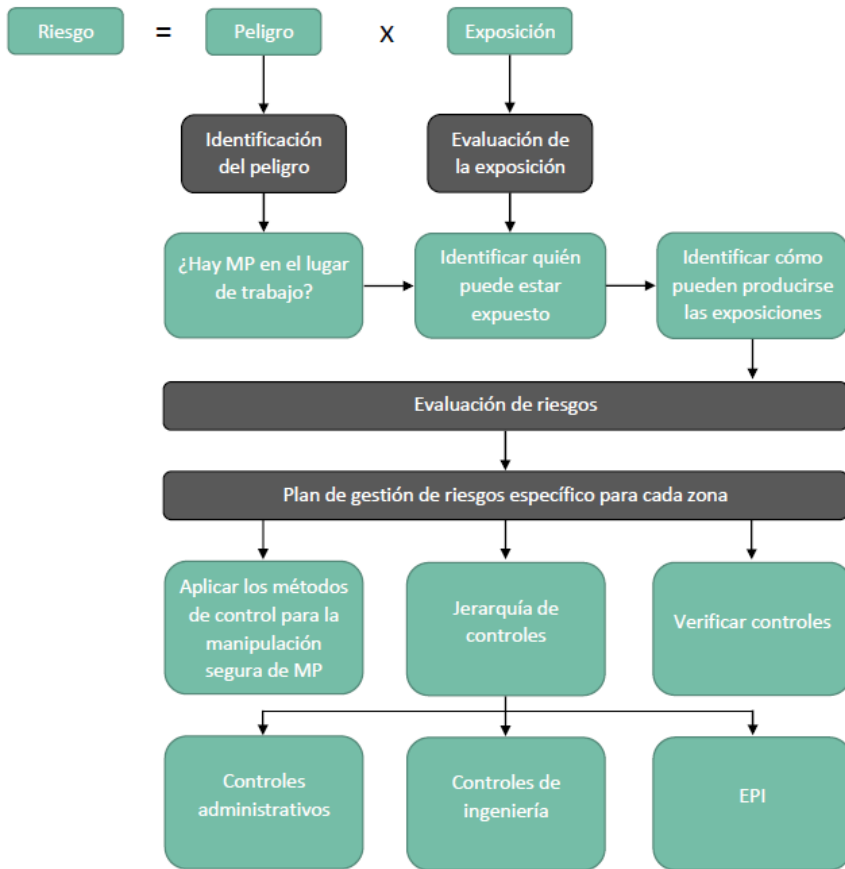 Riesgo = Peligro x Exposición
Identificación
del peligro
Evaluación de
la exposición
¿Hay MP en el lugar
de trabajo?
Identificar quién
puede estar
expuesto
Identificar cómo
pueden producirse
las exposiciones
Evaluación de riesgos
Plan de gestión de riesgos específico para cada zona
Aplicar los métodos
de control para la
manipulación
segura de MP
Jerarquía de
controles
Verificar controles
Controles
administrativos
Controles de
ingeniería
EPI